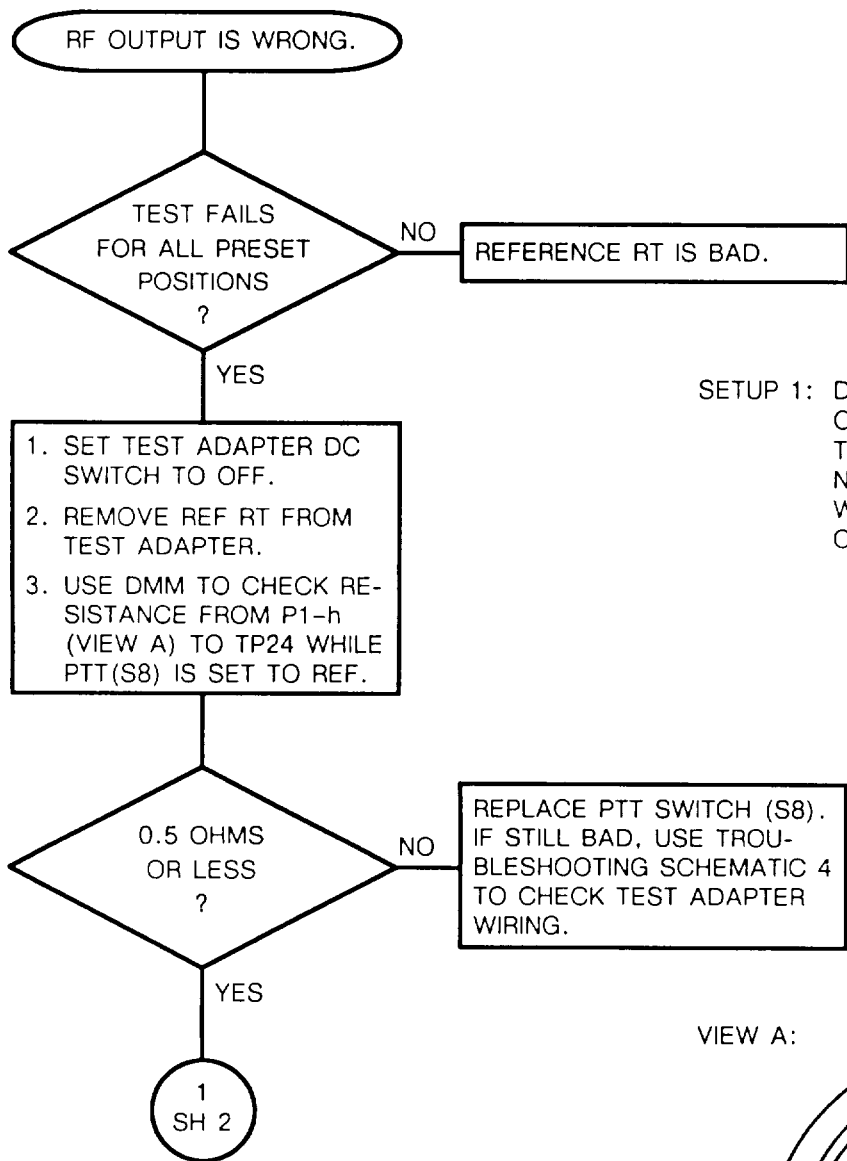 RF OUTPUT IS WRONG.
TEST FAILS
FOR ALL PRESET
POSITIONS
?
NO
REFERENCE RT IS BAD.
YES
SETUP 1: D
C
T
N
W
C
1. SET TEST ADAPTER DC
SWITCH TO OFF.
2. REMOVE REF RT FROM
TEST ADAPTER.
3. USE DMM TO CHECK RE-
SISTANCE FROM P1-h
(VIEW A) TO TP24 WHILE
PTT(S8) IS SET TO REF.
0.5 OHMS
OR LESS
?
NO
REPLACE PTT SWITCH (S8).
IF STILL BAD, USE TROU-
BLESHOOTING SCHEMATIC 4
TO CHECK TEST ADAPTER
WIRING.
YES
VIEW A:
1
SH 2